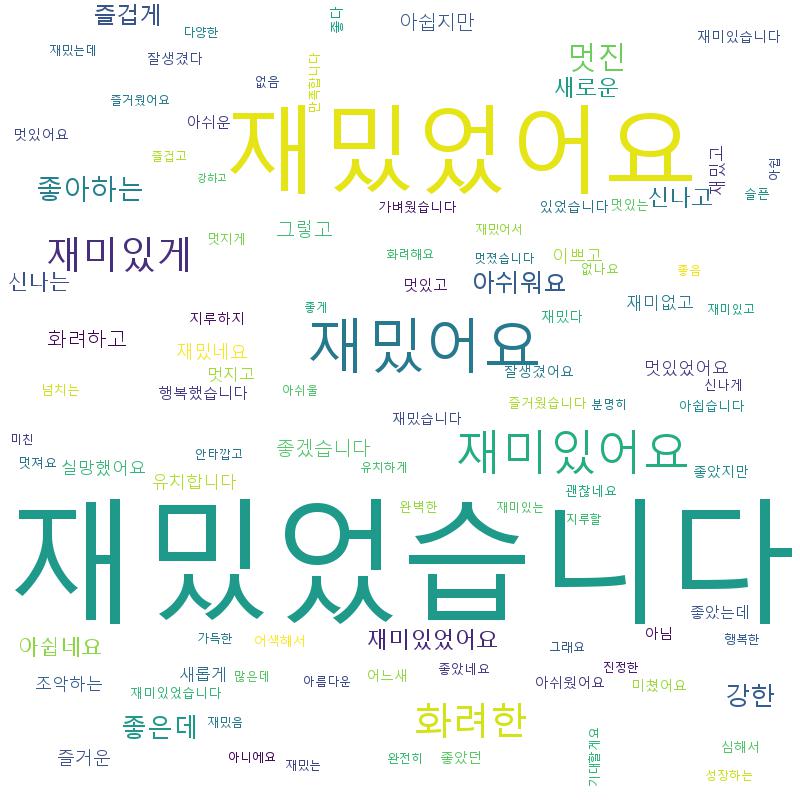 즐겁게
좋다
아쉽지만
다양한
재미있습니다
재밌는데
잘생겼다
멋진
없음
만족합니다
새로운
즐거웠어요
아쉬운
재밌었어요
멋있어요
즐겁고
재밌고
아쉽
좋아하는
강하고
신나고
슬픈
가벼웠습니다
있었습니다
멋있는
그렇고
재밌어서
재미있게
멋지게
화려해요
멋졌습니다
이쁘고
없나요
좋음
신나는
멋있고
아쉬워요
재미없고
재미있고
좋게
지루하지
재밌다
화려하고
재밌네요
재밌어요
멋지고
잘생겼어요
멋있었어요
신나게
넘치는
행복했습니다
아쉬울
즐거웠습니다
분명히
아쉽습니다
재밌습니다
미친
안타깝고
좋겠습니다
재미있어요
멋져요
실망했어요
유치하게
좋았지만
유치합니다
괜찮네요
완벽한
재미있는
지루할
재밌었습니다
좋았는데
아쉽네요
가득한
어색해서
재미있었어요
그래요
아님
행복한
조악하는
새롭게
많은데
아름다운
어느새
좋았네요
진정한
아쉬웠어요
미쳤어요
강한
재미있었습니다
좋은데
재밌음
화려한
기대할게요
심해서
즐거운
아니에요
재밌는
완전히
좋았던
성장하는